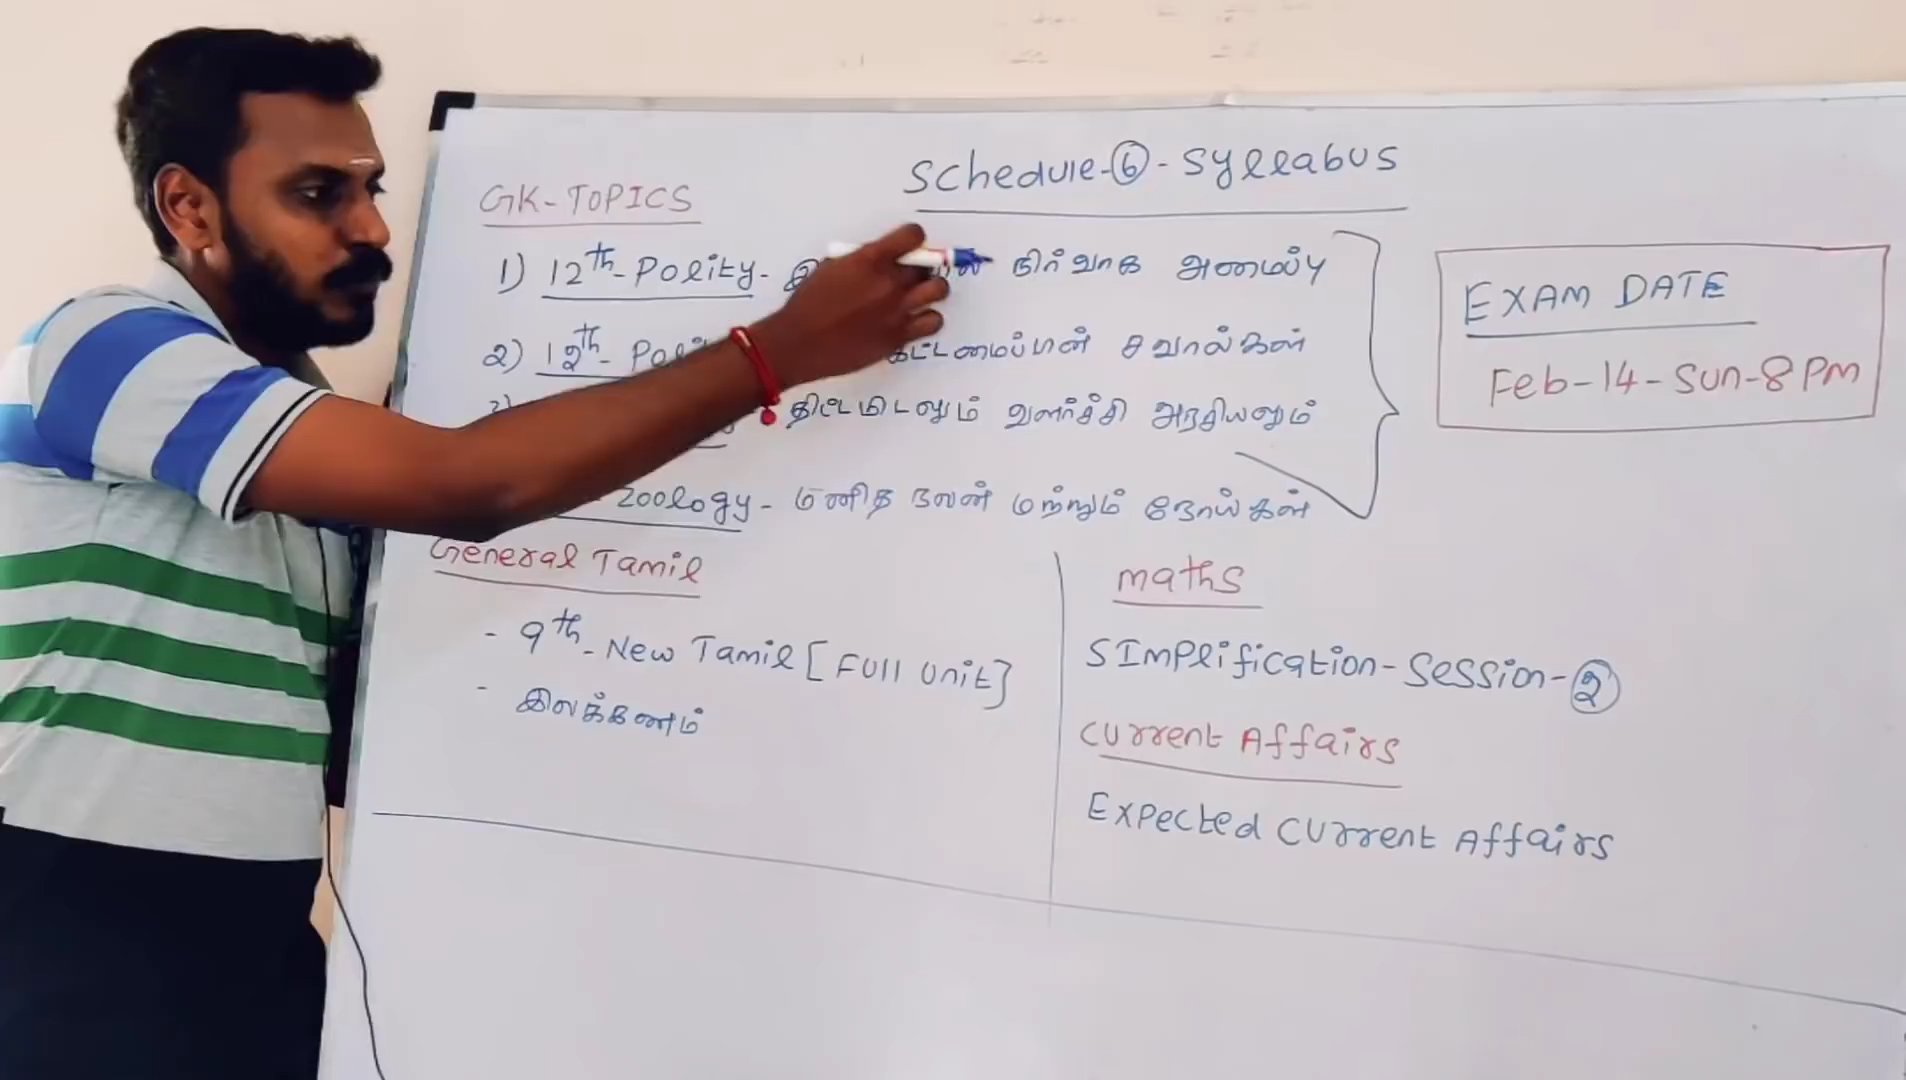 Schedule-6-Syllabus
GK-TOPICS
1) 12th-Polity- நிர்வாக அமைப்பு
2) 12th- கட்டமைப்பின் சவால்கள்
திட்டமிடலும் வளர்ச்சி அரசியலும்
Zoology- மனித நலன் மற்றும் நோய்கள்
EXAM DATE
Feb-14-Sun-8PM
General Tamil
- 9th-New Tamil [Full Unit]
- இலக்கணம்
Maths
Simplification-Session-2
Current Affairs
Expected Current Affairs